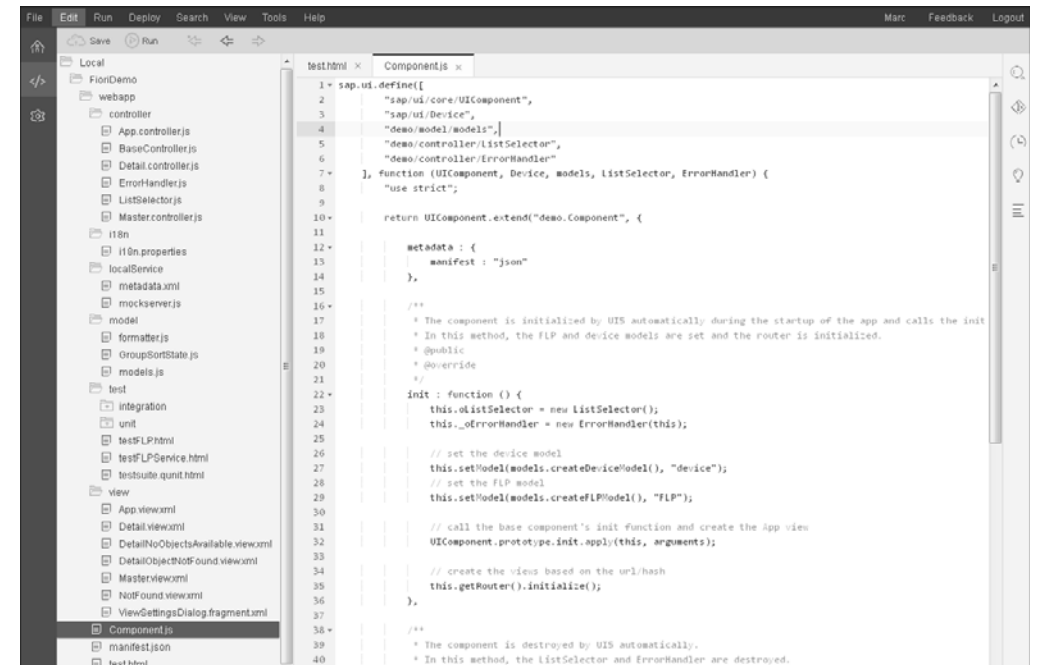 File Edit Run Deploy Search View Tools Help Marc Feedback Logout
Save Run
Local
FioriDemo
webapp
controller
App.controller.js
BaseController.js
Detail.controller.js
ErrorHandler.js
ListSelector.js
Master.controller.js
i18n
i18n.properties
localService
metadata.xml
mockserver.js
model
formatter.js
GroupSortState.js
models.js
test
integration
unit
testFLP.html
testFLPService.html
testsuite.qunit.html
view
App.view.xml
Detail.view.xml
DetailNoObjectsAvailable.view.xml
DetailObjectNotFound.view.xml
Master.view.xml
NotFound.view.xml
ViewSettingsDialog.fragment.xml
Component.js
manifest.json
test.html
test.html × Component.js ×
1 sap.ui.define([
2 "sap/ui/core/UIComponent",
3 "sap/ui/Device",
4 "demo/model/models",
5 "demo/controller/ListSelector",
6 "demo/controller/ErrorHandler"
7 ], function (UIComponent, Device, models, ListSelector, ErrorHandler) {
8 "use strict";
9
10 return UIComponent.extend("demo.Component", {
11
12 metadata : {
13 manifest : "json"
14 },
15
16 /**
17 * The component is initialized by UI5 automatically during the startup of the app and calls the init
18 * In this method, the FLP and device models are set and the router is initialized.
19 * @public
20 * @override
21 */
22 init : function () {
23 this.oListSelector = new ListSelector();
24 this._oErrorHandler = new ErrorHandler(this);
25
26 // set the device model
27 this.setModel(models.createDeviceModel(), "device");
28 // set the FLP model
29 this.setModel(models.createFLPModel(), "FLP");
30
31 // call the base component's init function and create the App view
32 UIComponent.prototype.init.apply(this, arguments);
33
34 // create the views based on the url/hash
35 this.getRouter().initialize();
36 },
37
38 /**
39 * The component is destroyed by UI5 automatically.
40 * In this method, the ListSelector and ErrorHandler are destroyed.